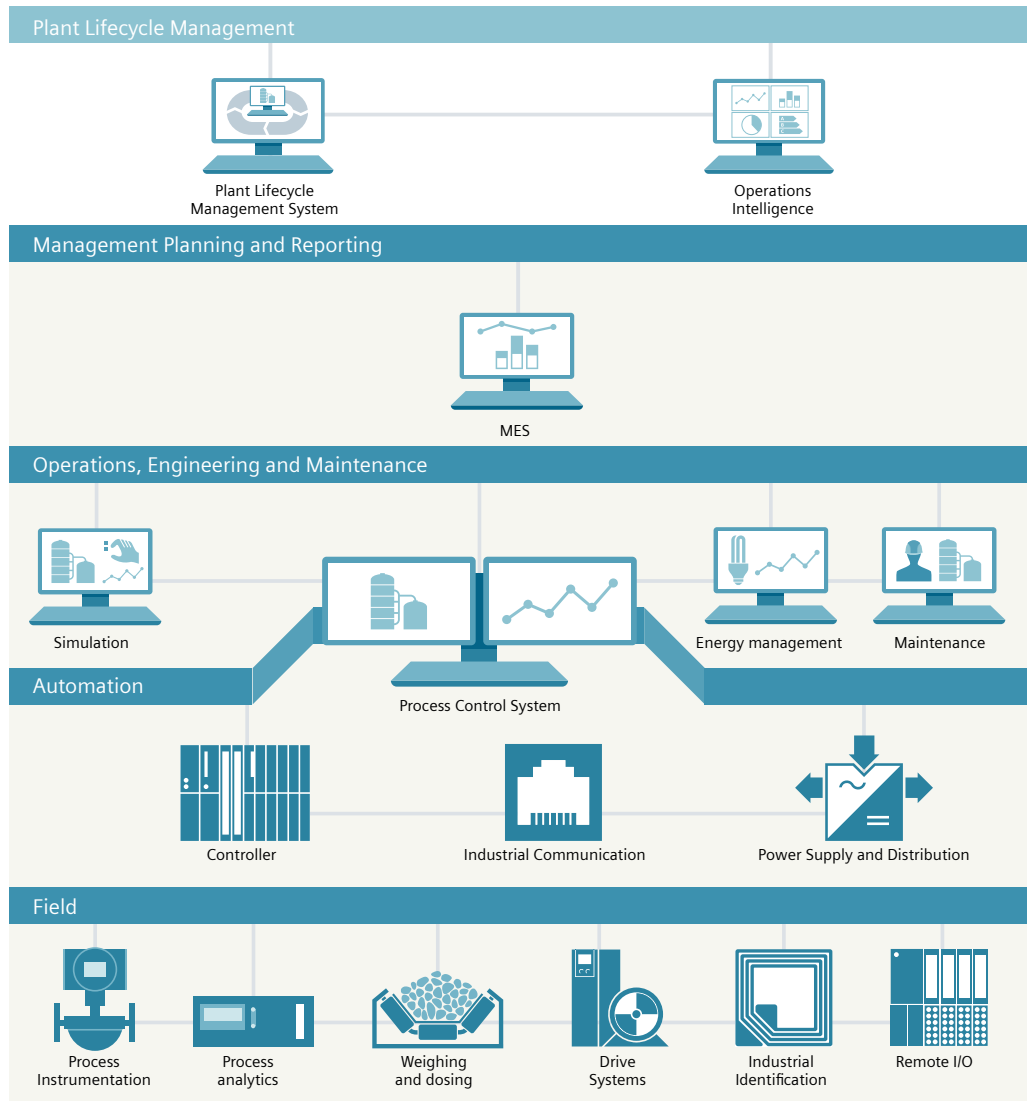 Plant Lifecycle Management
Plant Lifecycle
Management System
Operations
Intelligence
Management Planning and Reporting
MES
Operations, Engineering and Maintenance
Simulation
Process Control System
Energy management
Maintenance
Automation
Controller
Industrial Communication
Power Supply and Distribution
Field
Process
Instrumentation
Process
analytics
Weighing
and dosing
Drive
Systems
Industrial
Identification
Remote I/O